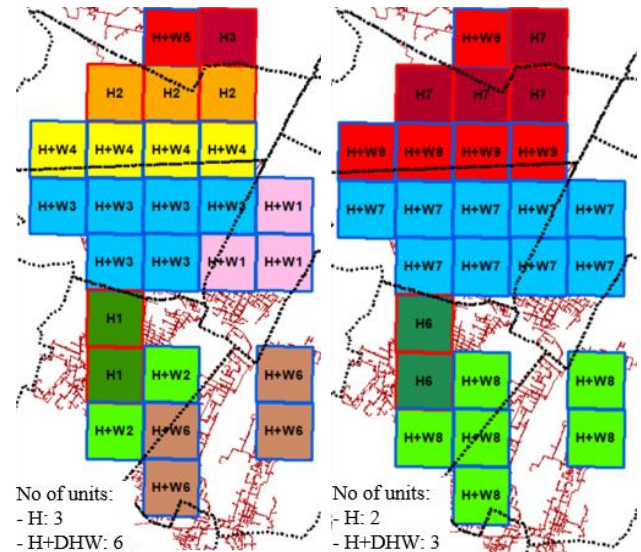 H+W5 H3
H2 H2 H2
H+W4 H+W4 H+W4 H+W4
H+W3 H+W3 H+W3 H+W3 H+W1
H+W3 H+W3 H+W1 H+W1
H1
H1 H+W2 H+W6
H+W2 H+W6 H+W6
H+W6
No of units:
- H: 3
- H+DHW: 6
H+W9 H7
H7 H7 H7
H+W9 H+W9 H+W9 H+W9
H+W7 H+W7 H+W7 H+W7 H+W7
H+W7 H+W7 H+W7 H+W7
H6
H6 H+W8 H+W8
H+W8 H+W8 H+W8
H+W8
No of units:
- H: 2
- H+DHW: 3